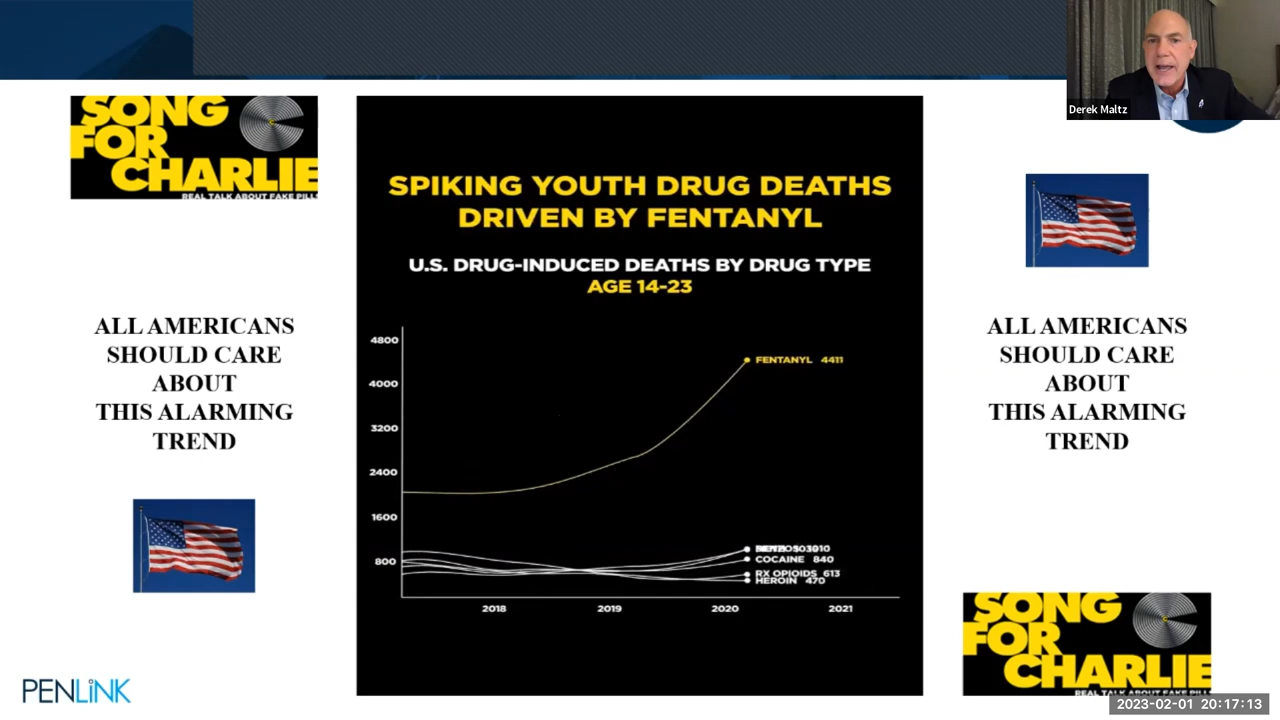 Derek Maltz
SONG
FOR
CHARLIE
REAL TALK ABOUT FAKE PILL
SPIKING YOUTH DRUG DEATHS
DRIVEN BY FENTANYL
U.S. DRUG-INDUCED DEATHS BY DRUG TYPE
AGE 14-23
ALL AMERICANS
SHOULD CARE
ABOUT
THIS ALARMING
TREND
4800
4000
3200
2400
1600
800
FENTANYL 4411
COCAINE 840
RX OPIOIDS 613
HEROIN 470
2018
2019
2020
2021
ALL AMERICANS
SHOULD CARE
ABOUT
THIS ALARMING
TREND
SONG
FOR
CHARLIE
REAL TALK ABOUT FAKE PILL
PENLINK
2023-02-01 20:17:13